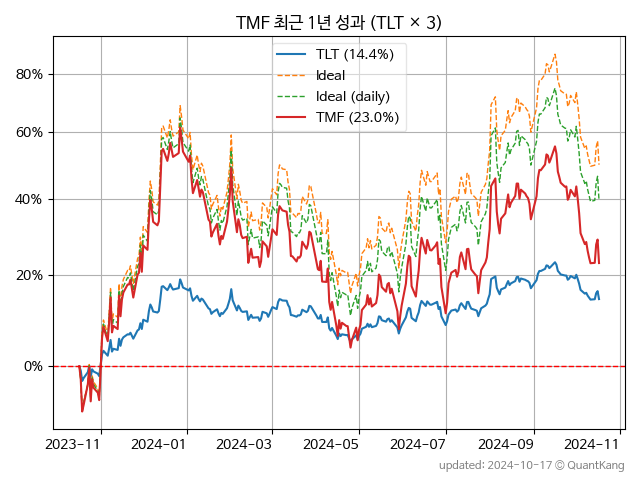 TMF 최근 1년 성과 (TLT × 3)
TLT (14.4%)
Ideal
Ideal (daily)
TMF (23.0%)
80%
60%
40%
20%
0%
2023-11
2024-01
2024-03
2024-05
2024-07
2024-09
2024-11
updated: 2024-10-17 © QuantKang